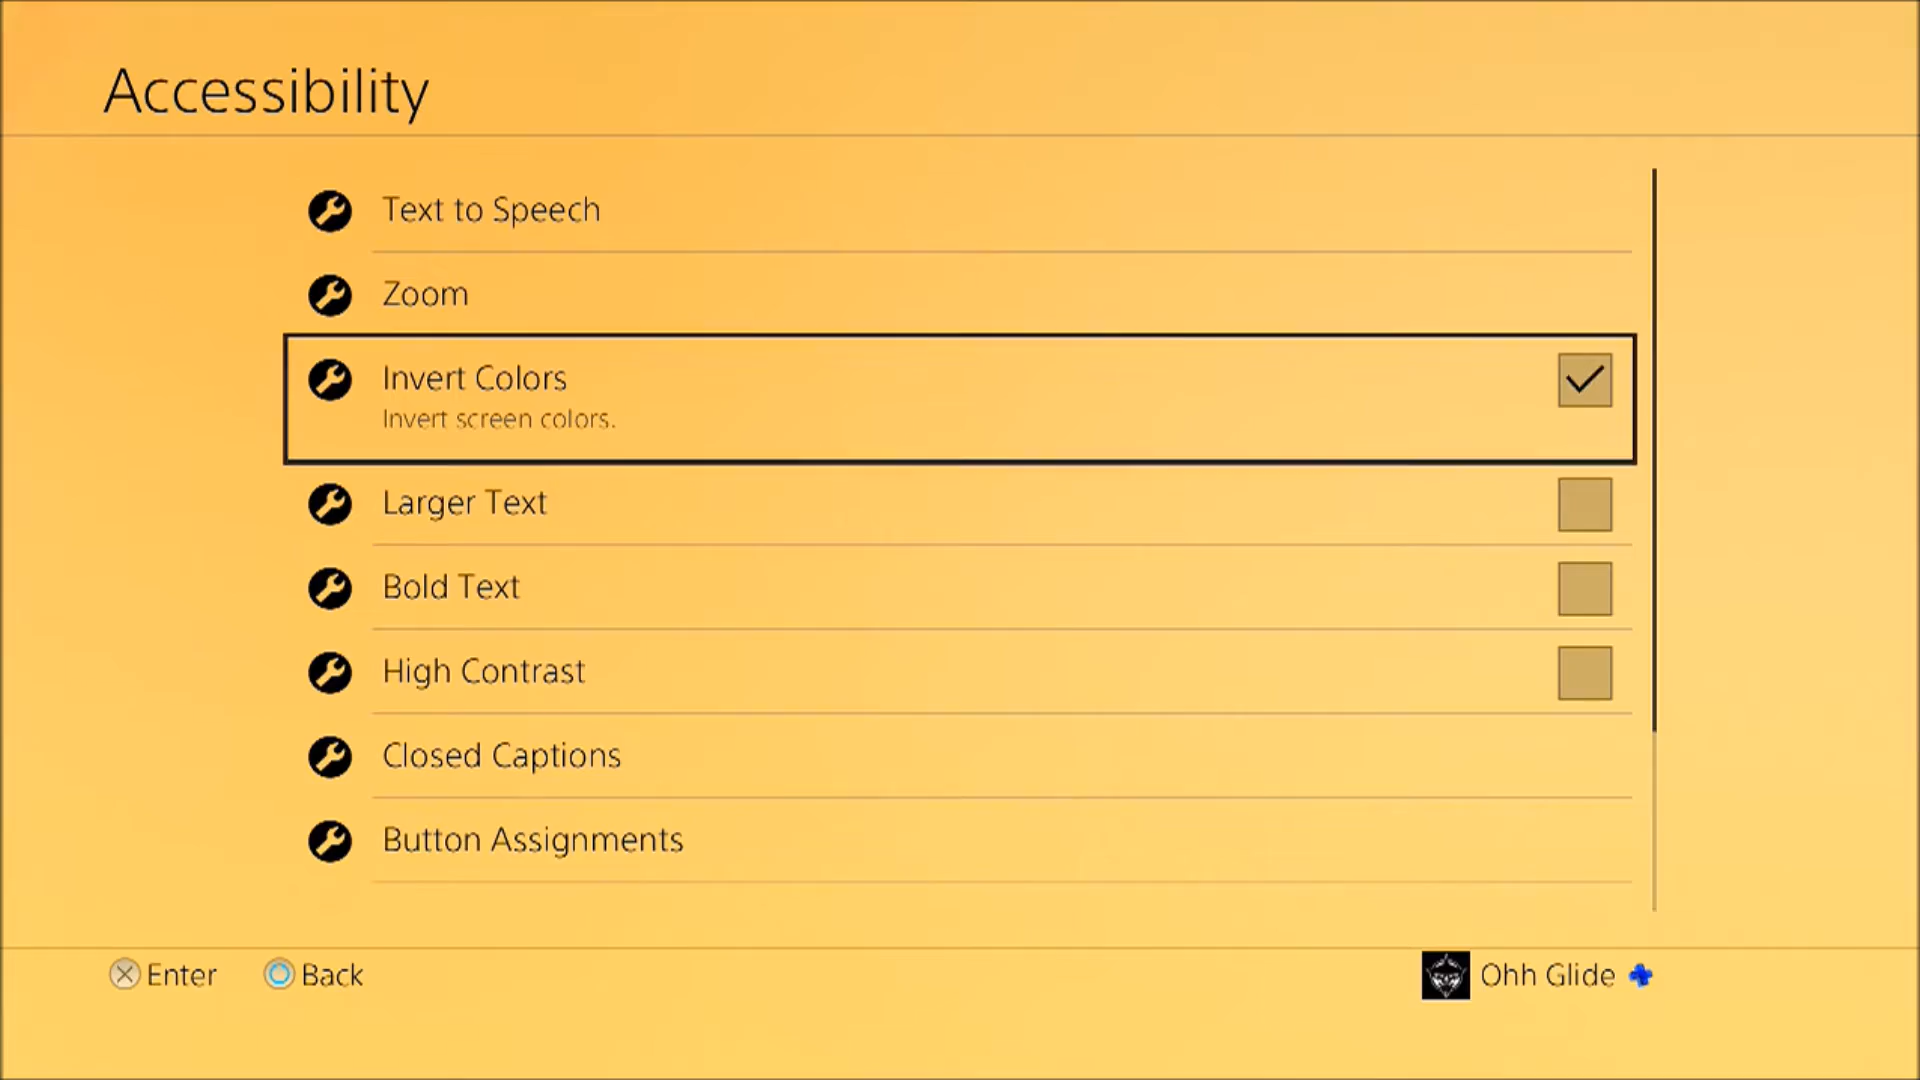 Accessibility
Text to Speech
Zoom
Invert Colors
Invert screen colors.
Larger Text
Bold Text
High Contrast
Closed Captions
Button Assignments
Enter Back
Ohh Glide